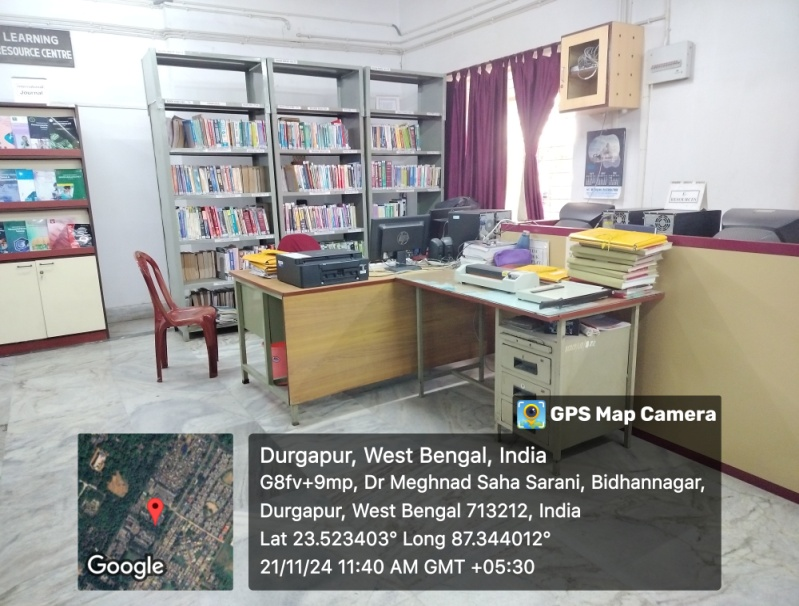 LEARNING
RESOURCE CENTRE
Journal
GPS Map Camera
Durgapur, West Bengal, India
G8fv+9mp, Dr Meghnad Saha Sarani, Bidhannagar,
Durgapur, West Bengal 713212, India
Lat 23.523403° Long 87.344012°
21/11/24 11:40 AM GMT +05:30
Google